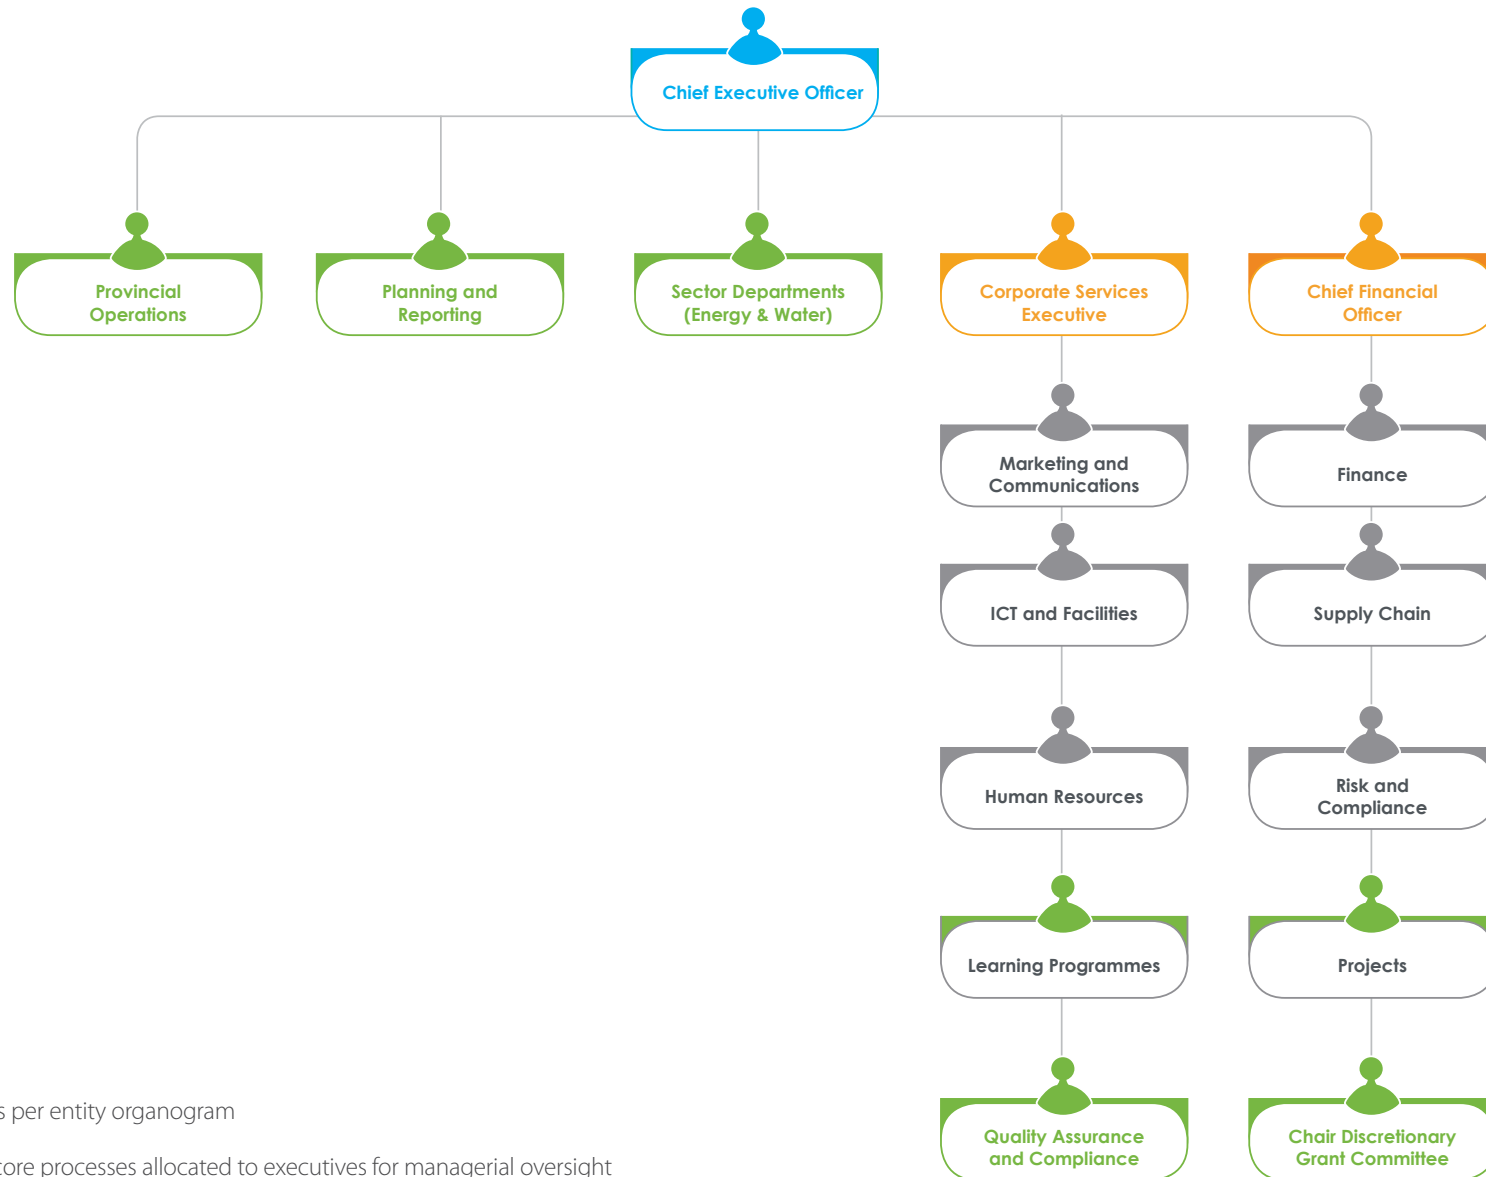 Chief Executive Officer
Provincial
Operations
Planning and
Reporting
Sector Departments
(Energy & Water)
Corporate Services
Executive
Chief Financial
Officer
Marketing and
Communications
Finance
ICT and Facilities
Supply Chain
Human Resources
Risk and
Compliance
Learning Programmes
Projects
Quality Assurance
and Compliance
Chair Discretionary
Grant Committee
per entity organogram
core processes allocated to executives for managerial oversight